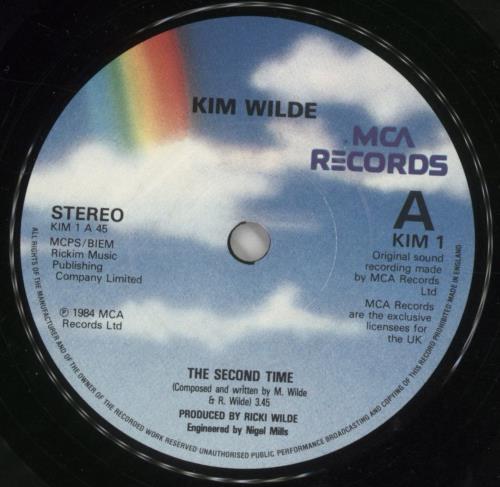 KIM WILDE
MCA
RECORDS
STEREO
KIM 1 A 45
MCPS/BIEM
Rickim Music
Publishing
Company Limited
℗ 1984 MCA
Records Ltd
A
KIM 1
Original sound
recording made
by MCA Records
Ltd
MCA Records
are the exclusive
licensees for
the UK
THE SECOND TIME
(Composed and written by M. Wilde
& R. Wilde) 3.45
PRODUCED BY RICKI WILDE
Engineered by Nigel Mills
ALL RIGHTS OF THE MANUFACTURER AND OF THE OWNER OF THE RECORDED WORK RESERVED UNAUTHORISED PUBLIC PERFORMANCE BROADCASTING AND COPYING OF THIS RECORD PROHIBITED MADE IN ENGLAND